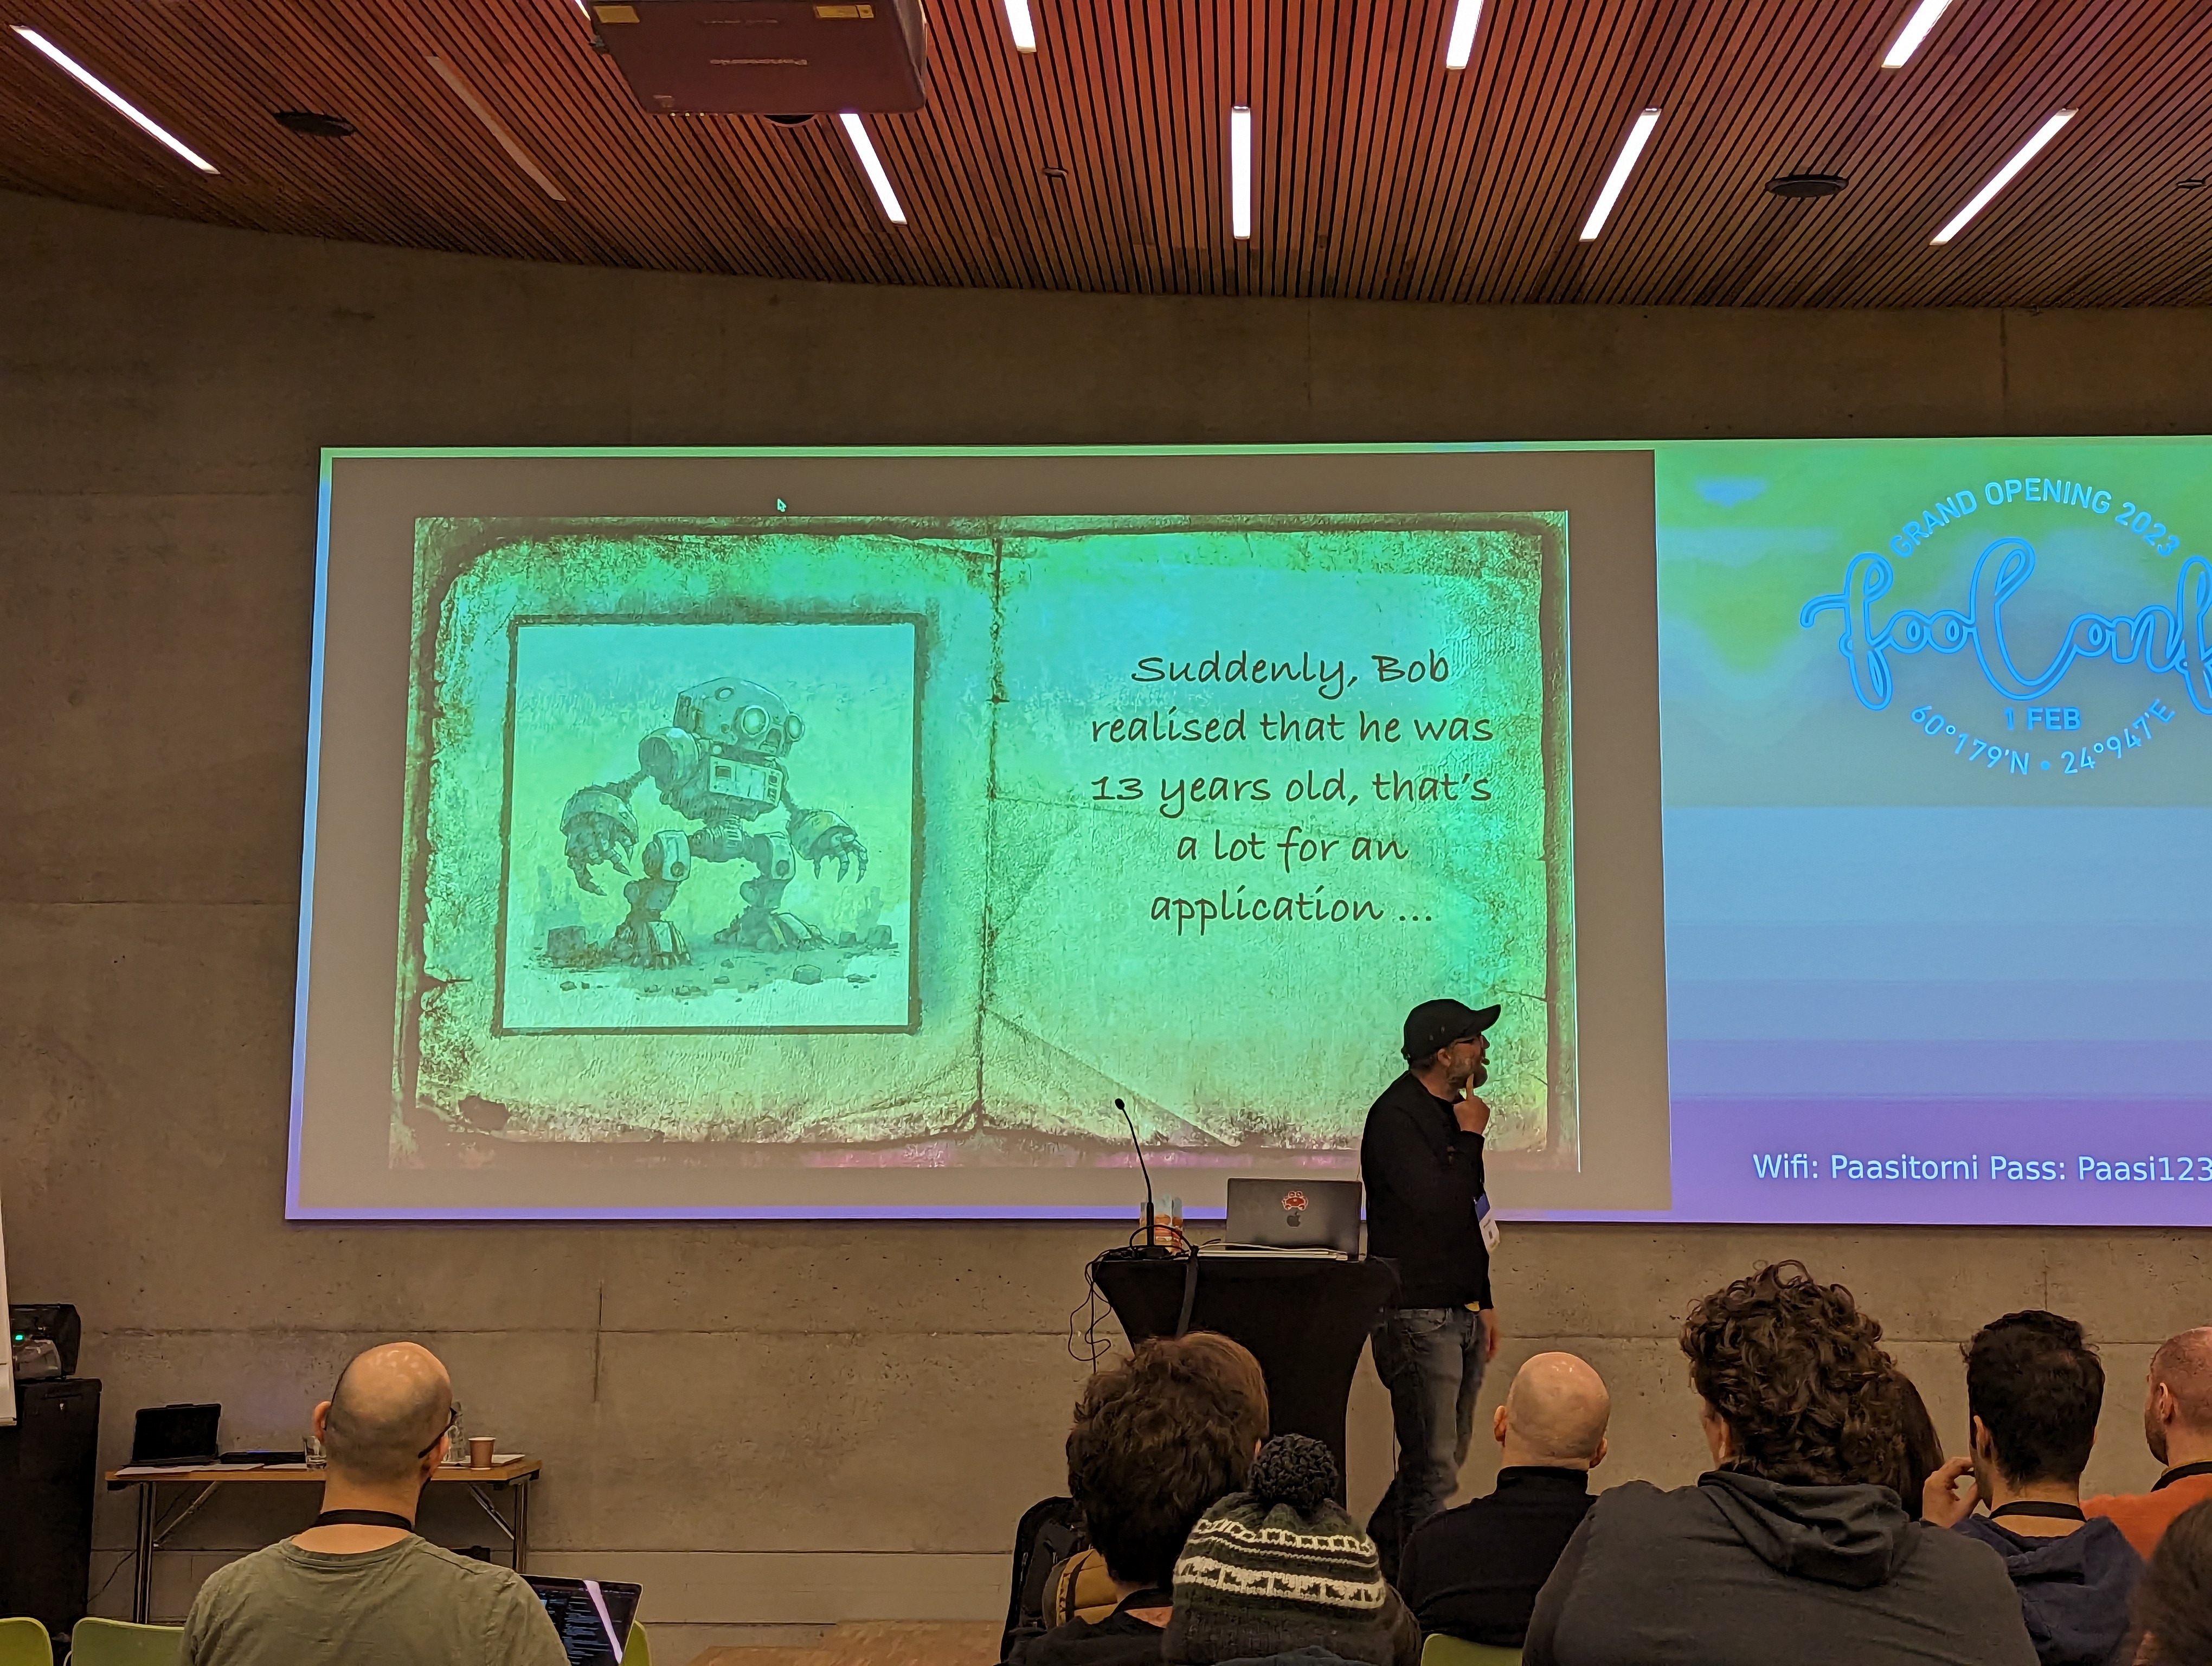 Panasonic
Suddenly, Bob
realised that he was
13 years old, that's
a lot for an
application ...
GRAND OPENING 2023
fooConf
1 FEB
60°179'N • 24°947'E
Wifi: Paasitorni Pass: Paasi123